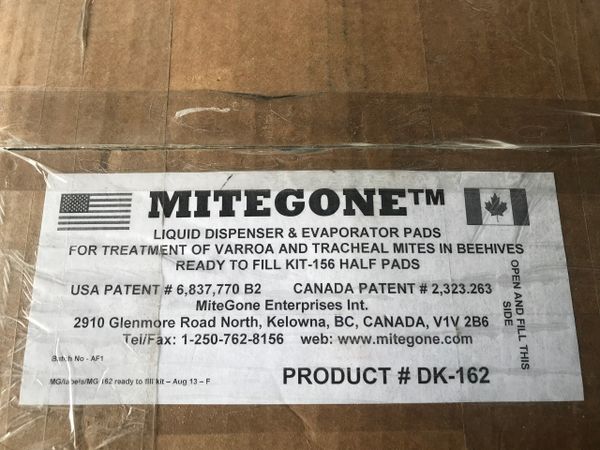 MITEGONE™
LIQUID DISPENSER & EVAPORATOR PADS
FOR TREATMENT OF VARROA AND TRACHEAL MITES IN BEEHIVES
READY TO FILL KIT-156 HALF PADS
USA PATENT # 6,837,770 B2 CANADA PATENT # 2,323.263
MiteGone Enterprises Int.
2910 Glenmore Road North, Kelowna, BC, CANADA, V1V 2B6
Tel/Fax: 1-250-762-8156 web: www.mitegone.com
Batch No - AF1
MG/labels/MG 162 ready to fill kit – Aug 13 – F
PRODUCT # DK-162
OPEN AND FILL THIS
SIDE